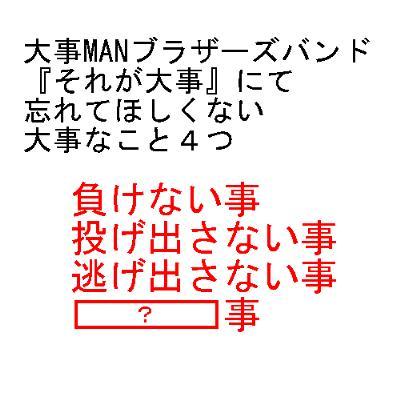 大事MANブラザーズバンド
『それが大事』にて
忘れてほしくない
大事なこと４つ
負けない事
投げ出さない事
逃げ出さない事
？事